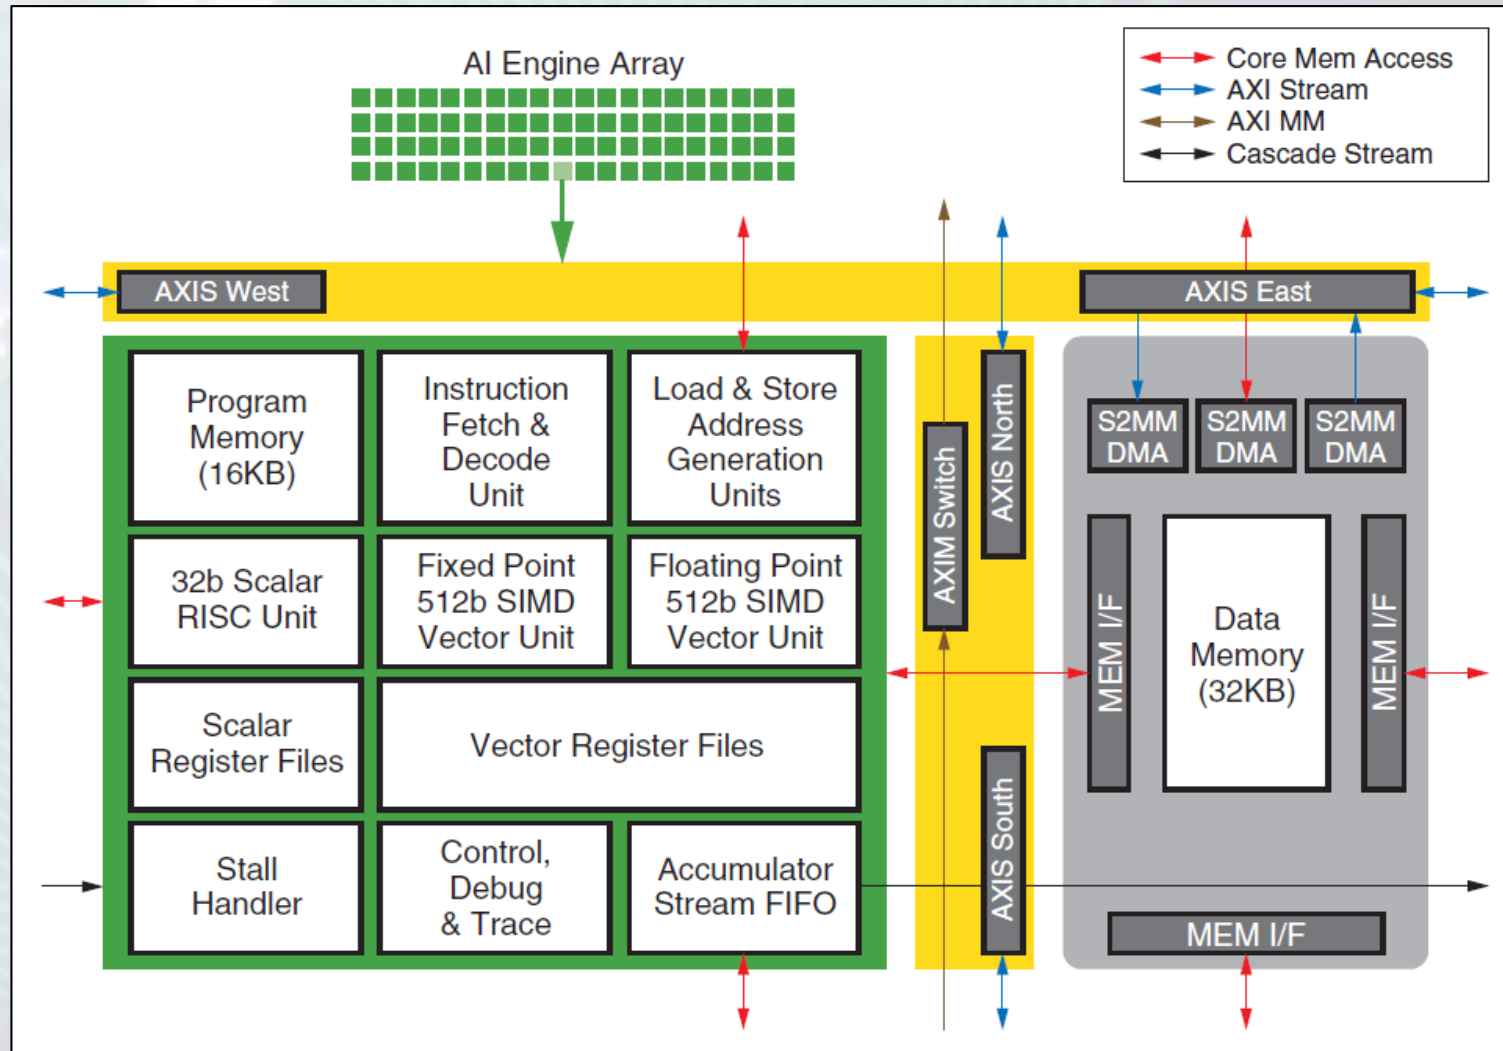 AI Engine Array
Core Mem Access
AXI Stream
AXI MM
Cascade Stream
AXIS West
AXIS East
Program
Memory
(16KB)
Instruction
Fetch &
Decode
Unit
Load & Store
Address
Generation
Units
32b Scalar
RISC Unit
Fixed Point
512b SIMD
Vector Unit
Floating Point
512b SIMD
Vector Unit
Scalar
Register Files
Vector Register Files
Stall
Handler
Control,
Debug
& Trace
Accumulator
Stream FIFO
AXIM Switch
AXIS North
AXIS South
S2MM
DMA
S2MM
DMA
S2MM
DMA
MEM I/F
Data
Memory
(32KB)
MEM I/F
MEM I/F